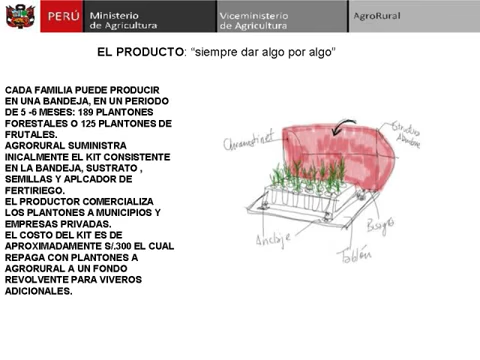 PERÚ
Ministerio
de Agricultura
Viceministerio
de Agricultura
AgroRural
EL PRODUCTO: “siempre dar algo por algo”
CADA FAMILIA PUEDE PRODUCIR
EN UNA BANDEJA, EN UN PERIODO
DE 5 -6 MESES: 189 PLANTONES
FORESTALES O 125 PLANTONES DE
FRUTALES.
AGRORURAL SUMINISTRA
INICALMENTE EL KIT CONSISTENTE
EN LA BANDEJA, SUSTRATO ,
SEMILLAS Y APLCADOR DE
FERTIRIEGO.
EL PRODUCTOR COMERCIALIZA
LOS PLANTONES A MUNICIPIOS Y
EMPRESAS PRIVADAS.
EL COSTO DEL KIT ES DE
APROXIMADAMENTE S/.300 EL CUAL
REPAGA CON PLANTONES A
AGRORURAL A UN FONDO
REVOLVENTE PARA VIVEROS
ADICIONALES.
Anclaje
Tablón